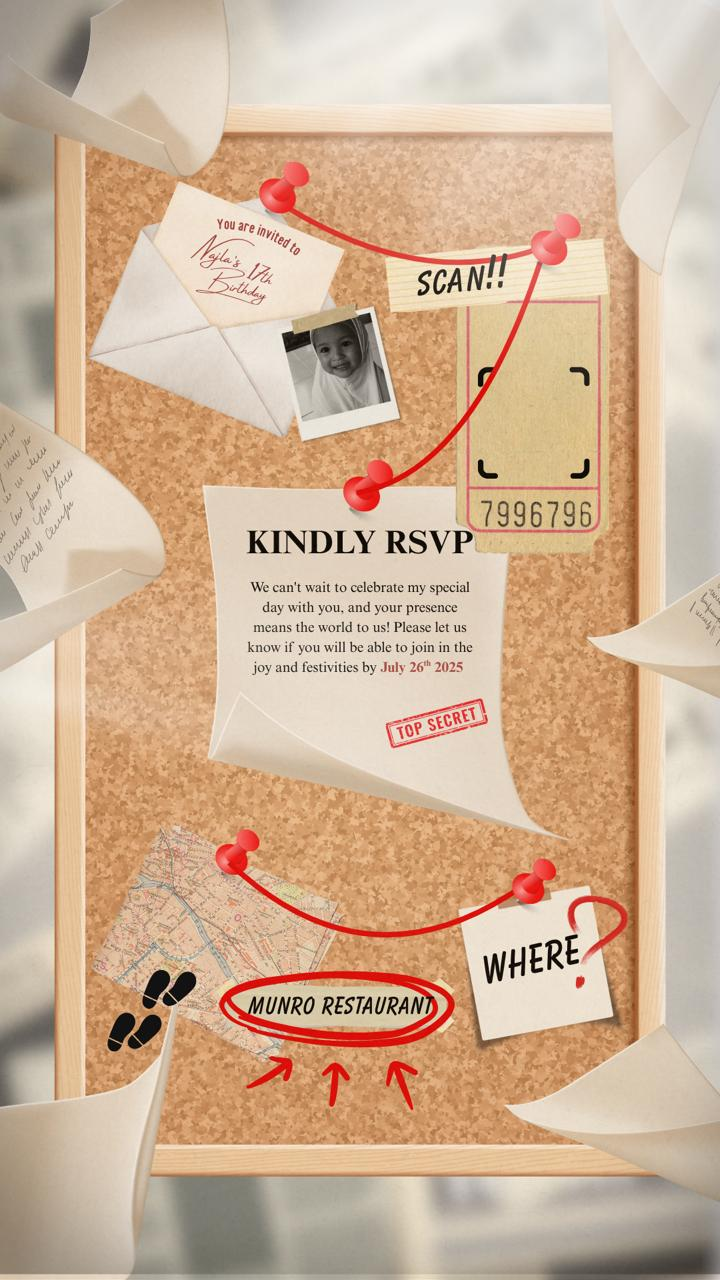 You are invited to
Najla's 17th
Birthday
SCAN!!
7996796
KINDLY RSVP
We can't wait to celebrate my special
day with you, and your presence
means the world to us! Please let us
know if you will be able to join in the
joy and festivities by July 26th 2025
TOP SECRET
WHERE?
MUNRO RESTAURANT